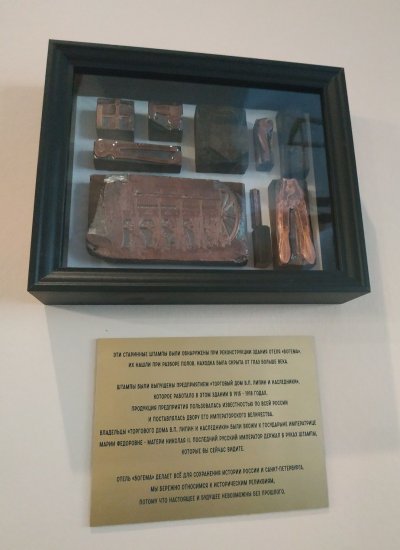 ЭТИ СТАРИННЫЕ ШТАМПЫ БЫЛИ ОБНАРУЖЕНЫ ПРИ РЕКОНСТРУКЦИИ ЗДАНИЯ ОТЕЛЯ «БОГЕМА».
ИХ НАШЛИ ПРИ РАЗБОРЕ ПОЛОВ. НАХОДКА БЫЛА СКРЫТА ОТ ГЛАЗ БОЛЬШЕ ВЕКА.
ШТАМПЫ БЫЛИ ВЫПУЩЕНЫ ПРЕДПРИЯТИЕМ «ТОРГОВЫЙ ДОМ В.П. ЛИПИН И НАСЛЕДНИКИ»,
КОТОРОЕ РАБОТАЛО В ЭТОМ ЗДАНИИ В 1915 - 1918 ГОДАХ.
ПРОДУКЦИЯ ПРЕДПРИЯТИЯ ПОЛЬЗОВАЛАСЬ ИЗВЕСТНОСТЬЮ ПО ВСЕЙ РОССИИ
И ПОСТАВЛЯЛАСЬ ДВОРУ ЕГО ИМПЕРАТОРСКОГО ВЕЛИЧЕСТВА.
ВЛАДЕЛЬЦЫ «ТОРГОВОГО ДОМА В.П. ЛИПИН И НАСЛЕДНИКИ» БЫЛИ ВХОЖИ К ГОСУДАРЫНЕ ИМПЕРАТРИЦЕ
МАРИИ ФЕДОРОВНЕ - МАТЕРИ НИКОЛАЯ II. ПОСЛЕДНИЙ РУССКИЙ ИМПЕРАТОР ДЕРЖАЛ В РУКАХ ШТАМПЫ,
КОТОРЫЕ ВЫ СЕЙЧАС ВИДИТЕ.
ОТЕЛЬ «БОГЕМА» ДЕЛАЕТ ВСЁ ДЛЯ СОХРАНЕНИЯ ИСТОРИИ РОССИИ И САНКТ-ПЕТЕРБУРГА.
МЫ БЕРЕЖНО ОТНОСИМСЯ К ИСТОРИЧЕСКИМ РЕЛИКВИЯМ,
ПОТОМУ ЧТО НАСТОЯЩЕЕ И БУДУЩЕЕ НЕВОЗМОЖНЫ БЕЗ ПРОШЛОГО.